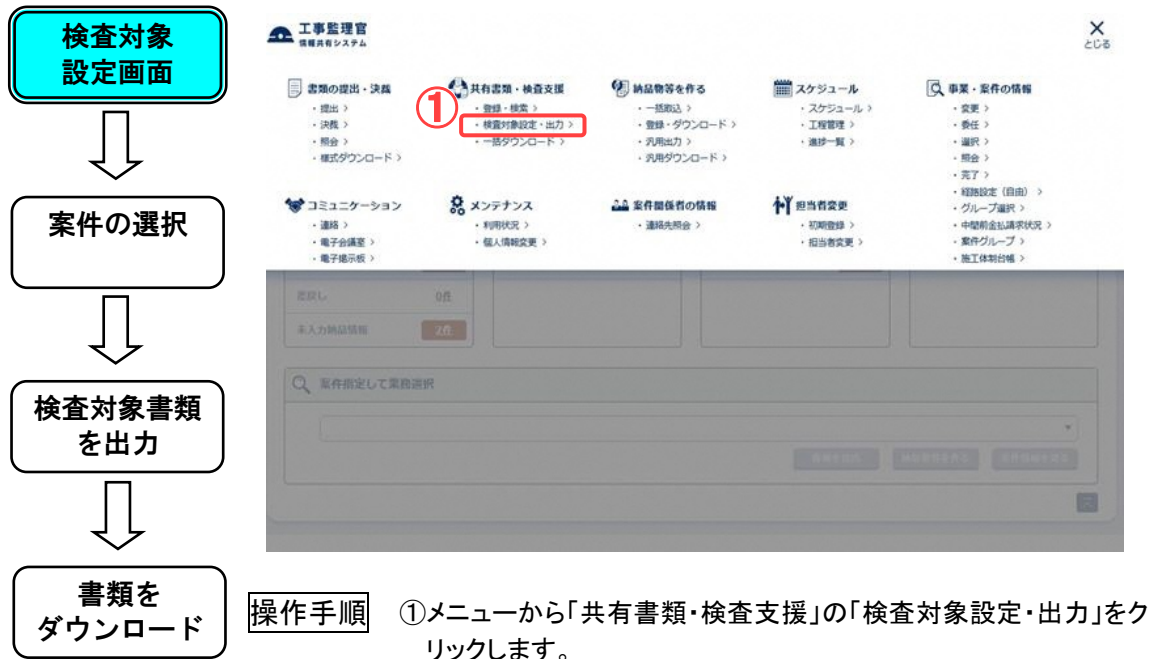 検査対象
設定画面
案件の選択
検査対象書類
を出力
書類を
ダウンロード
工事監理官
情報共有システム
×
とじる
書類の提出・決裁
・提出 >
・決裁 >
・照会 >
・様式ダウンロード >
①
共有書類・検査支援
・登録・検索 >
・検査対象設定・出力 >
・一括ダウンロード >
納品物等を作る
・一括取込 >
・登録・ダウンロード >
・汎用出力 >
・汎用ダウンロード >
スケジュール
・スケジュール >
・工程管理 >
・進捗一覧 >
事業・案件の情報
・変更 >
・委任 >
・選択 >
・照会 >
・完了 >
・経路設定（自由） >
・グループ選択 >
・中間前金払請求状況 >
・案件グループ >
・施工体制台帳 >
コミュニケーション
・連絡 >
・電子会議室 >
・電子掲示板 >
メンテナンス
・利用状況 >
・個人情報変更 >
案件関係者の情報
・連絡先照会 >
担当者変更
・初期登録 >
・担当者変更 >
差戻し 0件
未入力納品情報 2件
案件指定して業務選択
操作手順 ①メニューから「共有書類・検査支援」の「検査対象設定・出力」をク
リックします。